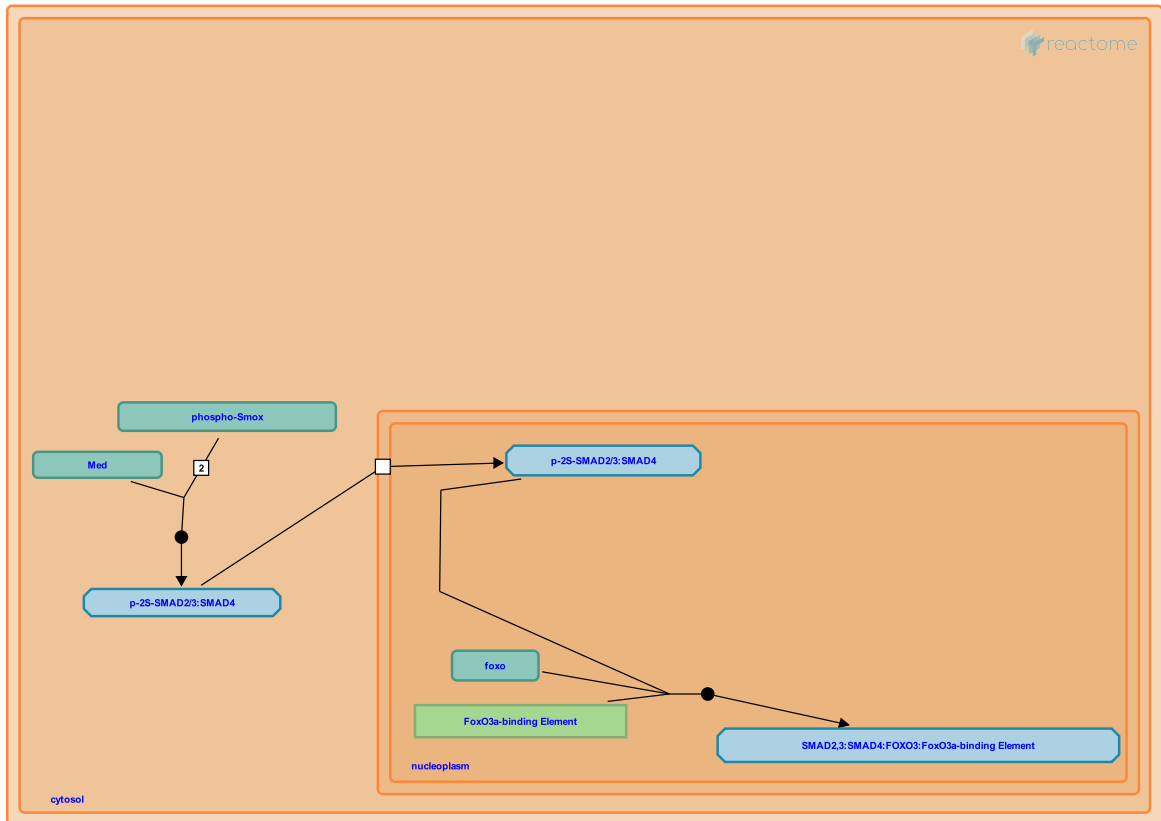 reactome
phospho-Smox
Med
2
p-2S-SMAD2/3:SMAD4
p-2S-SMAD2/3:SMAD4
foxo
FoxO3a-binding Element
SMAD2,3:SMAD4:FOXO3:FoxO3a-binding Element
nucleoplasm
cytosol